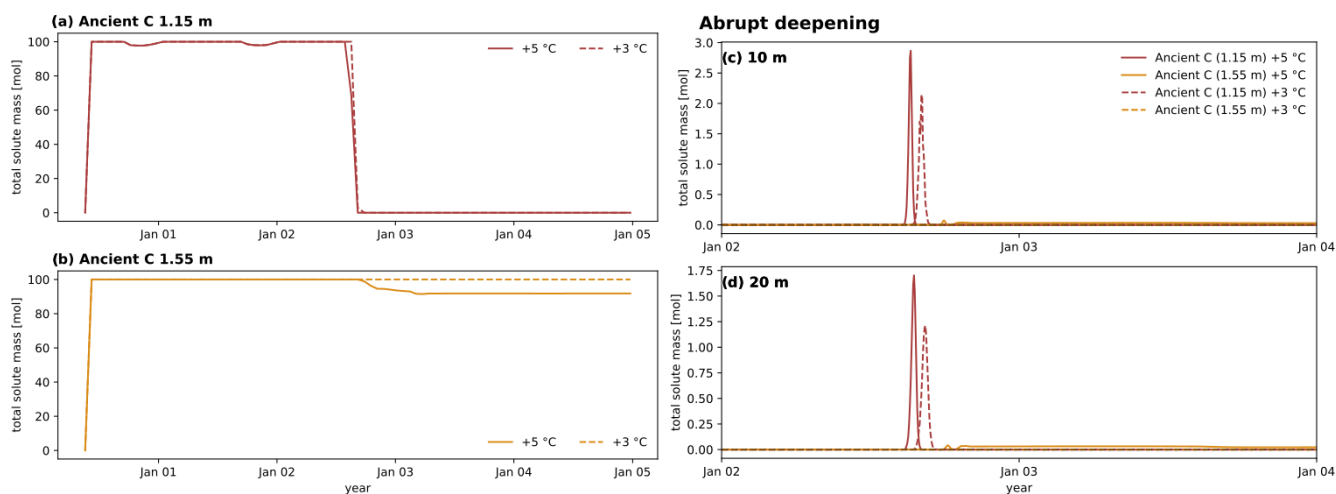 (a) Ancient C 1.15 m
total solute mass [mol]
100
80
60
40
20
0
+5 °C
+3 °C
Jan 01
Jan 02
Jan 03
Jan 04
Jan 05
(b) Ancient C 1.55 m
total solute mass [mol]
100
80
60
40
20
0
+5 °C
+3 °C
Jan 01
Jan 02
Jan 03
Jan 04
Jan 05
year
Abrupt deepening
(c) 10 m
total solute mass [mol]
3.0
2.5
2.0
1.5
1.0
0.5
0.0
Ancient C (1.15 m) +5 °C
Ancient C (1.55 m) +5 °C
Ancient C (1.15 m) +3 °C
Ancient C (1.55 m) +3 °C
Jan 02
Jan 03
Jan 04
(d) 20 m
total solute mass [mol]
1.75
1.50
1.25
1.00
0.75
0.50
0.25
0.00
Jan 02
Jan 03
Jan 04
year